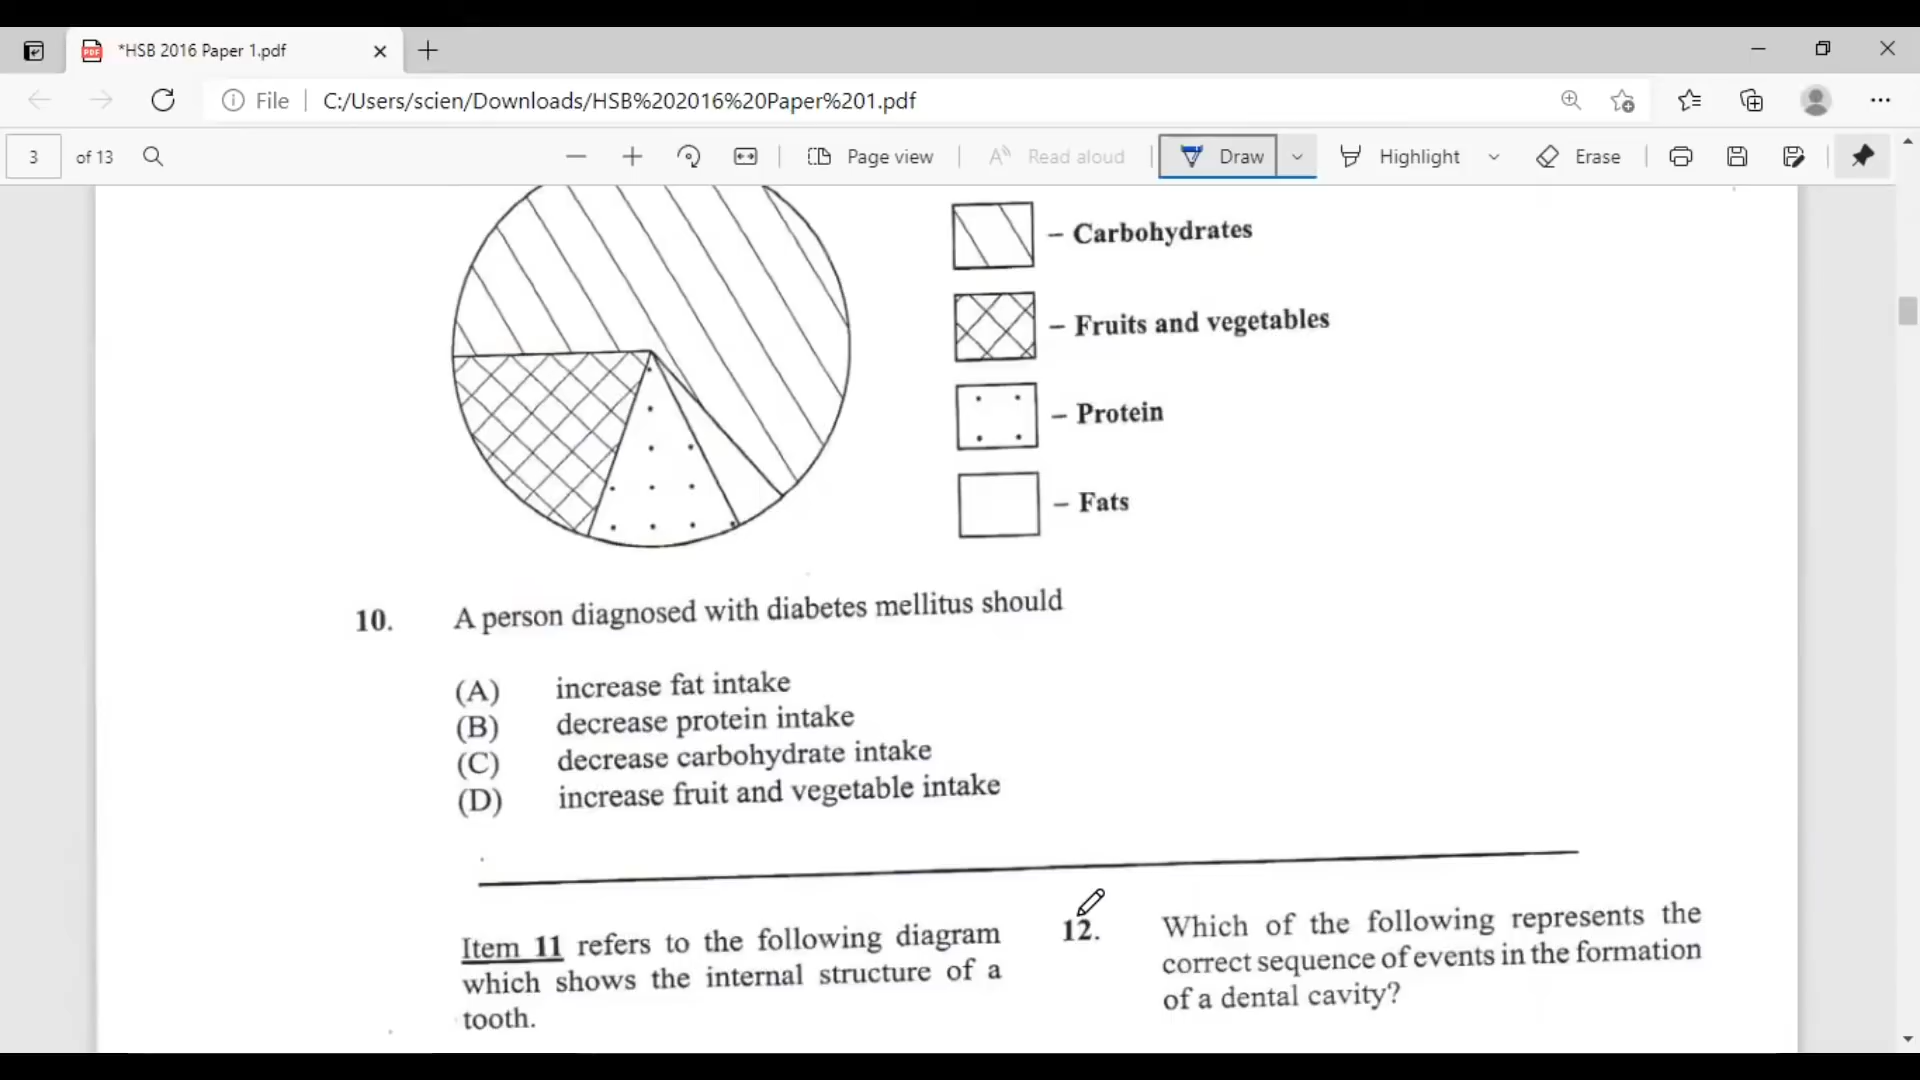 *HSB 2016 Paper 1.pdf
File
C:/Users/scien/Downloads/HSB%202016%20Paper%201.pdf
3
of 13
Page view
Read aloud
Draw
Highlight
Erase
– Carbohydrates
– Fruits and vegetables
– Protein
– Fats
10. A person diagnosed with diabetes mellitus should
(A) increase fat intake
(B) decrease protein intake
(C) decrease carbohydrate intake
(D) increase fruit and vegetable intake
Item 11 refers to the following diagram
which shows the internal structure of a
tooth.
12. Which of the following represents the
correct sequence of events in the formation
of a dental cavity?